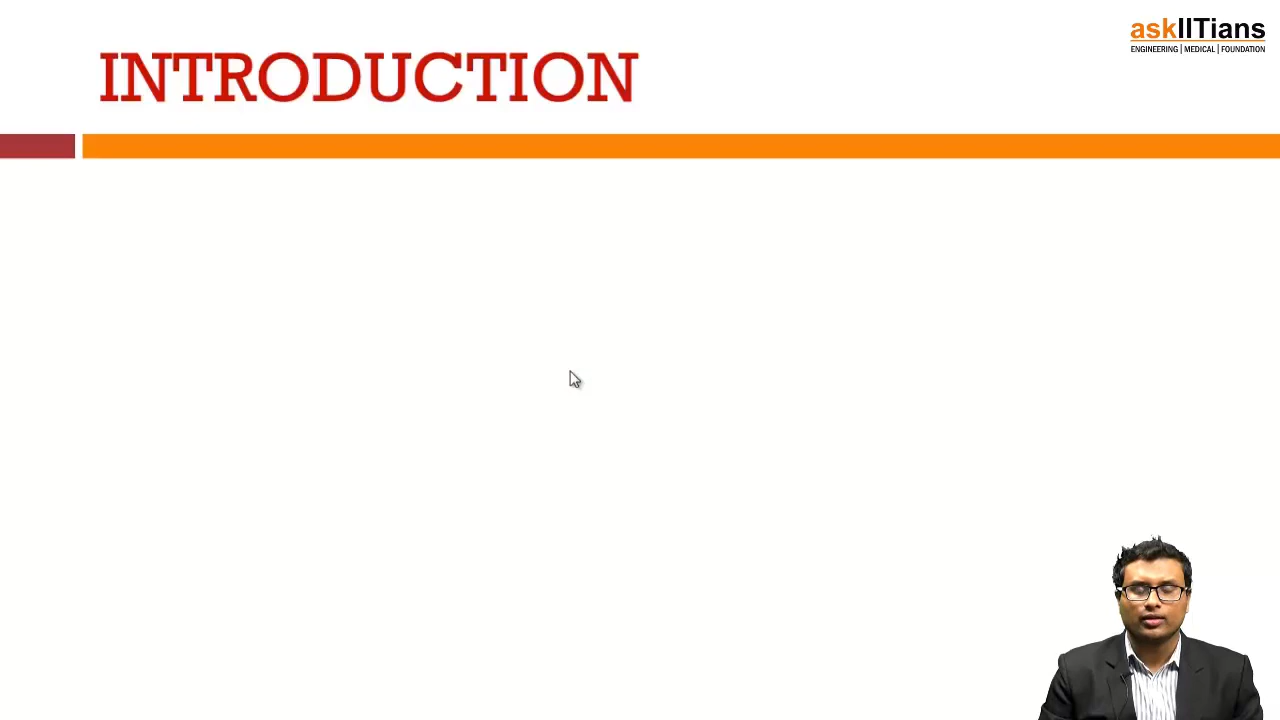 askIITians
ENGINEERING | MEDICAL | FOUNDATION
INTRODUCTION